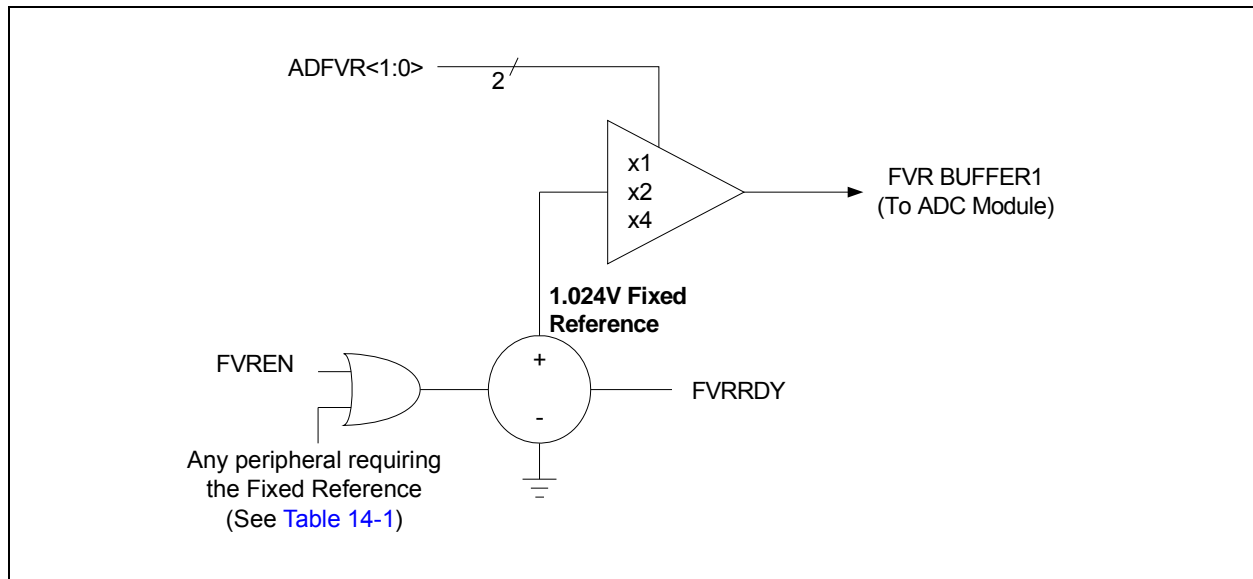 ADFVR<1:0>
2
x1
x2
x4
FVR BUFFER1
(To ADC Module)
1.024V Fixed
Reference
+
-
FVREN
FVRRDY
Any peripheral requiring
the Fixed Reference
(See Table 14-1)